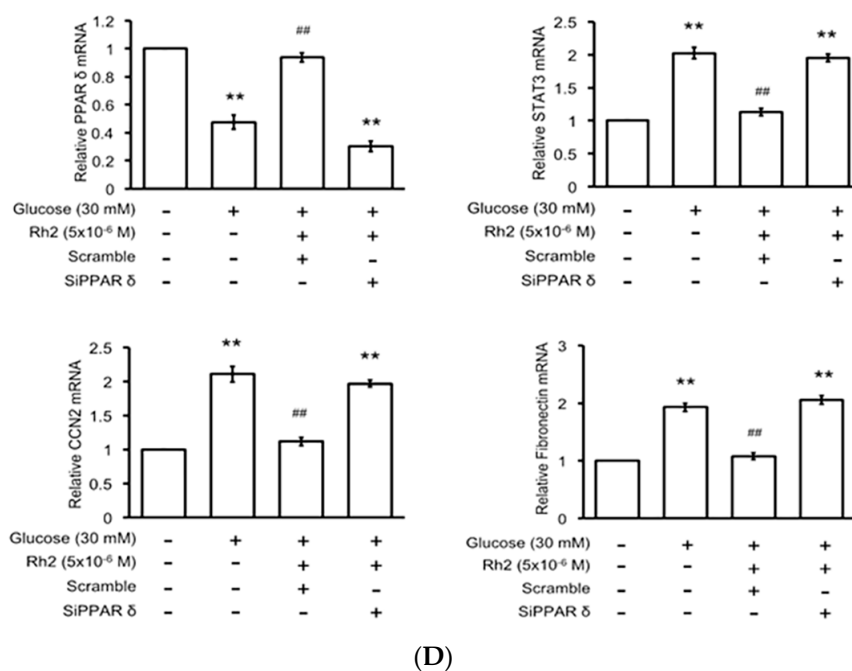 Relative PPAR δ mRNA
1.2
1
0.8
0.6
0.4
0.2
0
**
##
**
Glucose (30 mM) - + + +
Rh2 (5x10⁻⁶ M) - - + +
Scramble - - + -
SiPPAR δ - - - +
Relative STAT3 mRNA
2.5
2
1.5
1
0.5
0
**
##
**
Glucose (30 mM) - + + +
Rh2 (5x10⁻⁶ M) - - + +
Scramble - - + -
SiPPAR δ - - - +
Relative CCN2 mRNA
2.5
2
1.5
1
0.5
0
**
##
**
Glucose (30 mM) - + + +
Rh2 (5x10⁻⁶ M) - - + +
Scramble - - + -
SiPPAR δ - - - +
Relative Fibronectin mRNA
3
2
1
0
**
##
**
Glucose (30 mM) - + + +
Rh2 (5x10⁻⁶ M) - - + +
Scramble - - + -
SiPPAR δ - - - +
(D)